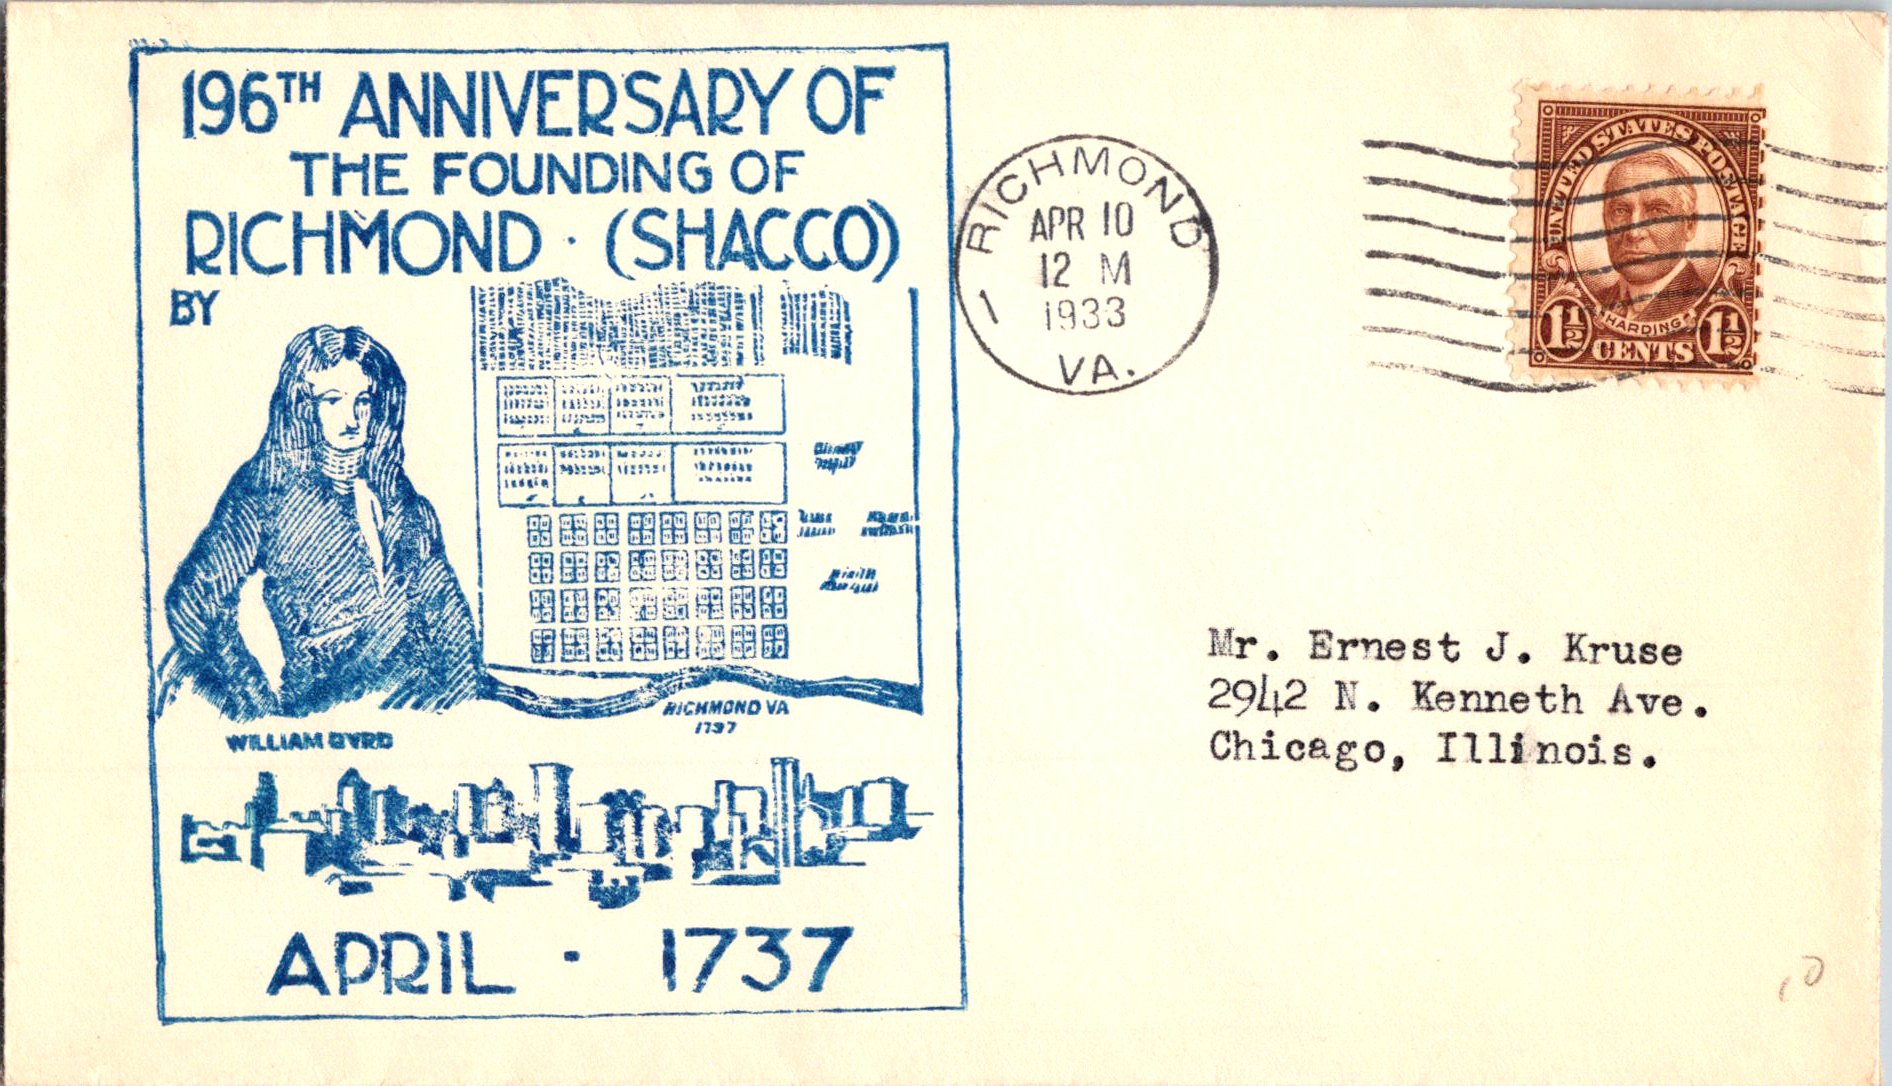 196TH ANNIVERSARY OF
THE FOUNDING OF
RICHMOND · (SHACCO)
BY
WILLIAM BYRD
RICHMOND VA
1737
APRIL · 1737
RICHMOND
1
APR 10
12 M
1933
VA.
UNITED STATES POSTAGE
HARDING
1½ 1½
CENTS
Mr. Ernest J. Kruse
2942 N. Kenneth Ave.
Chicago, Illinois.
10